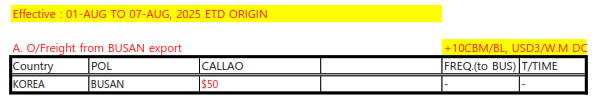 Effective : 01-AUG TO 07-AUG, 2025 ETD ORIGIN
A. O/Freight from BUSAN export +10CBM/BL, USD3/W.M DC
Country POL CALLAO FREQ.(to BUS) T/TIME
KOREA BUSAN $50 - -